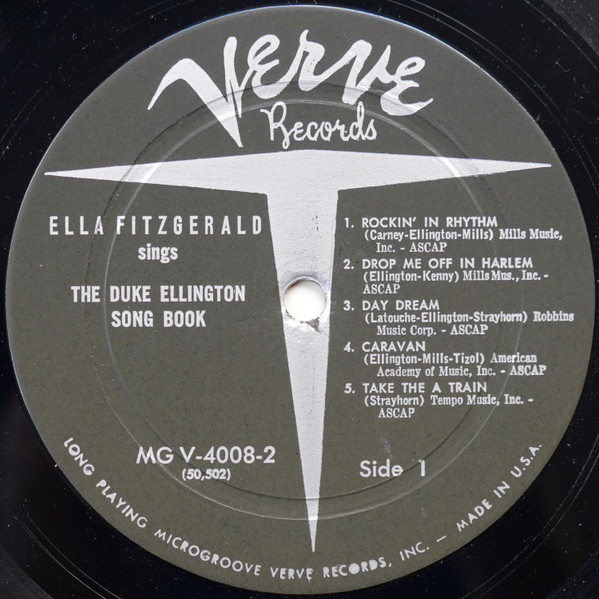 Verve
Records
ELLA FITZGERALD
sings
THE DUKE ELLINGTON
SONG BOOK
1. ROCKIN' IN RHYTHM
(Carney-Ellington-Mills) Mills Music,
Inc. - ASCAP
2. DROP ME OFF IN HARLEM
(Ellington-Kenny) Mills Mus., Inc. -
ASCAP
3. DAY DREAM
(Latouche-Ellington-Strayhorn) Robbins
Music Corp. - ASCAP
4. CARAVAN
(Ellington-Mills-Tizol) American
Academy of Music, Inc. - ASCAP
5. TAKE THE A TRAIN
(Strayhorn) Tempo Music, Inc. -
ASCAP
MG V-4008-2
(50,502)
Side 1
LONG PLAYING MICROGROOVE VERVE RECORDS, INC. — MADE IN U.S.A.